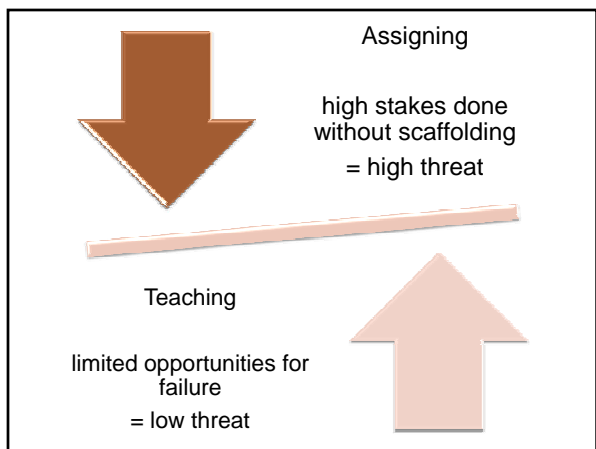 Assigning
high stakes done
without scaffolding
= high threat
Teaching
limited opportunities for
failure
= low threat